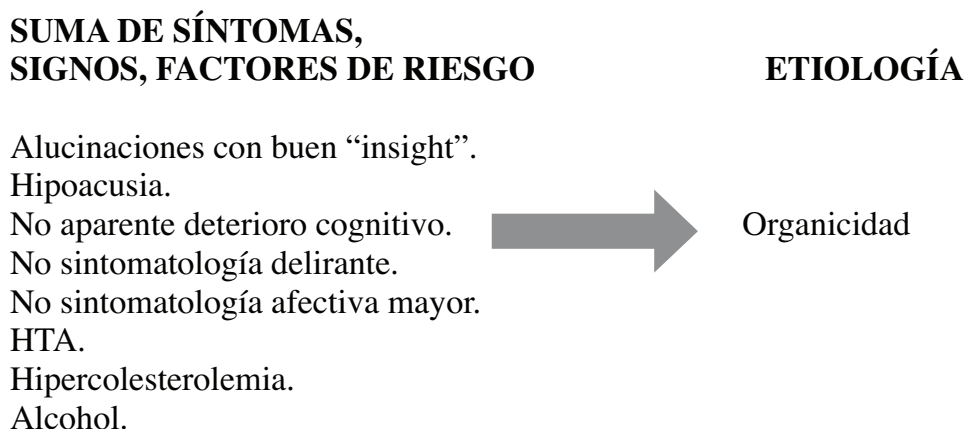 SUMA DE SÍNTOMAS,
SIGNOS, FACTORES DE RIESGO ETIOLOGÍA
Alucinaciones con buen “insight”.
Hipoacusia.
No aparente deterioro cognitivo. Organicidad
No sintomatología delirante.
No sintomatología afectiva mayor.
HTA.
Hipercolesterolemia.
Alcohol.